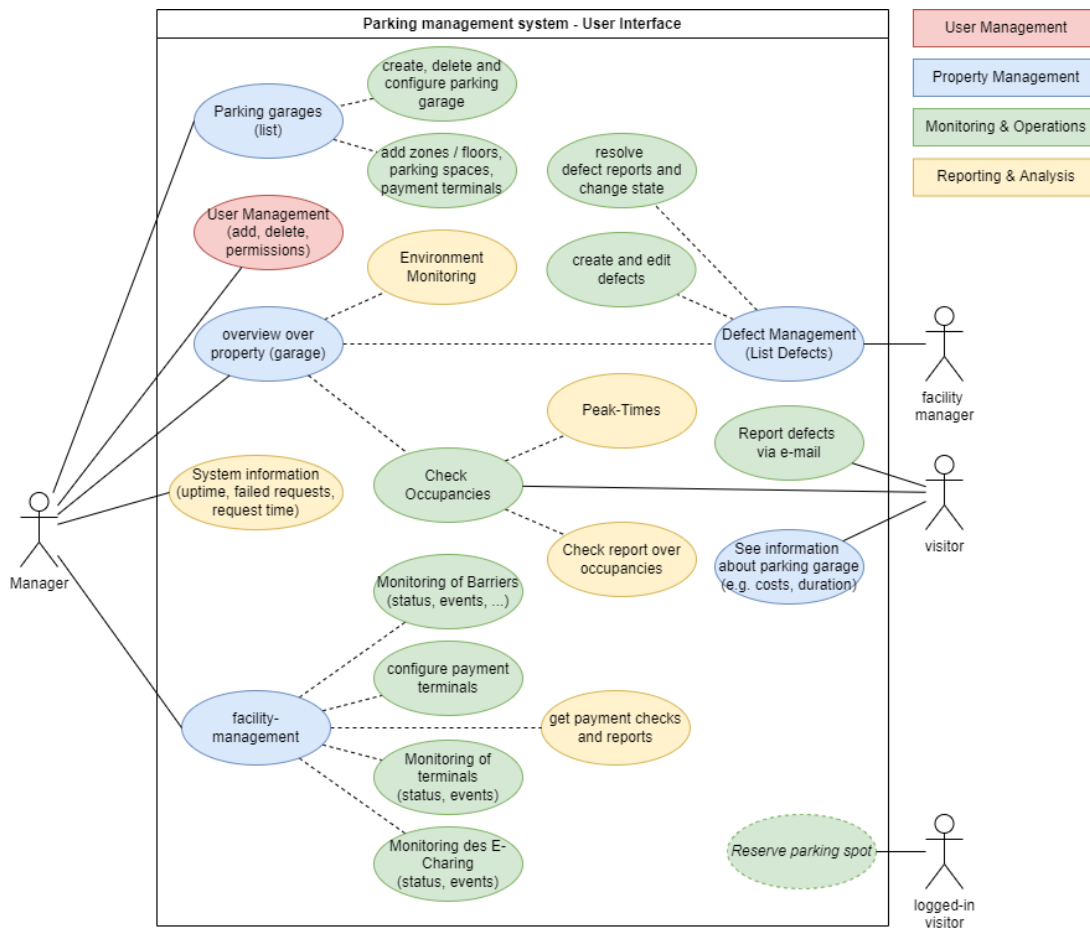 Parking management system - User Interface
User Management
Property Management
Monitoring & Operations
Reporting & Analysis
create, delete and
configure parking
garage
Parking garages
(list)
add zones / floors,
parking spaces,
payment terminals
resolve
defect reports and
change state
User Management
(add, delete,
permissions)
Environment
Monitoring
create and edit
defects
overview over
property (garage)
Defect Management
(List Defects)
facility
manager
Peak-Times
Report defects
via e-mail
System information
(uptime, failed requests,
request time)
Check
Occupancies
visitor
Manager
Check report over
occupancies
See information
about parking garage
(e.g. costs, duration)
Monitoring of Barriers
(status, events, ...)
configure payment
terminals
facility-
management
get payment checks
and reports
Monitoring of
terminals
(status, events)
Monitoring des E-
Charing
(status, events)
Reserve parking spot
logged-in
visitor